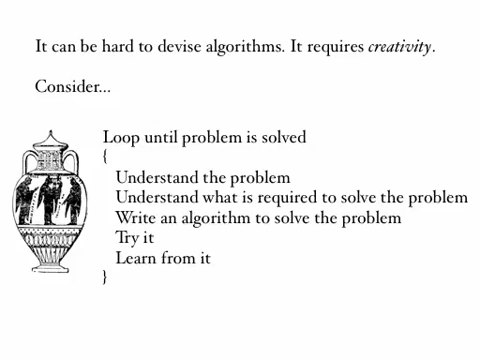 It can be hard to devise algorithms. It requires creativity.
Consider...
Loop until problem is solved
{
Understand the problem
Understand what is required to solve the problem
Write an algorithm to solve the problem
Try it
Learn from it
}